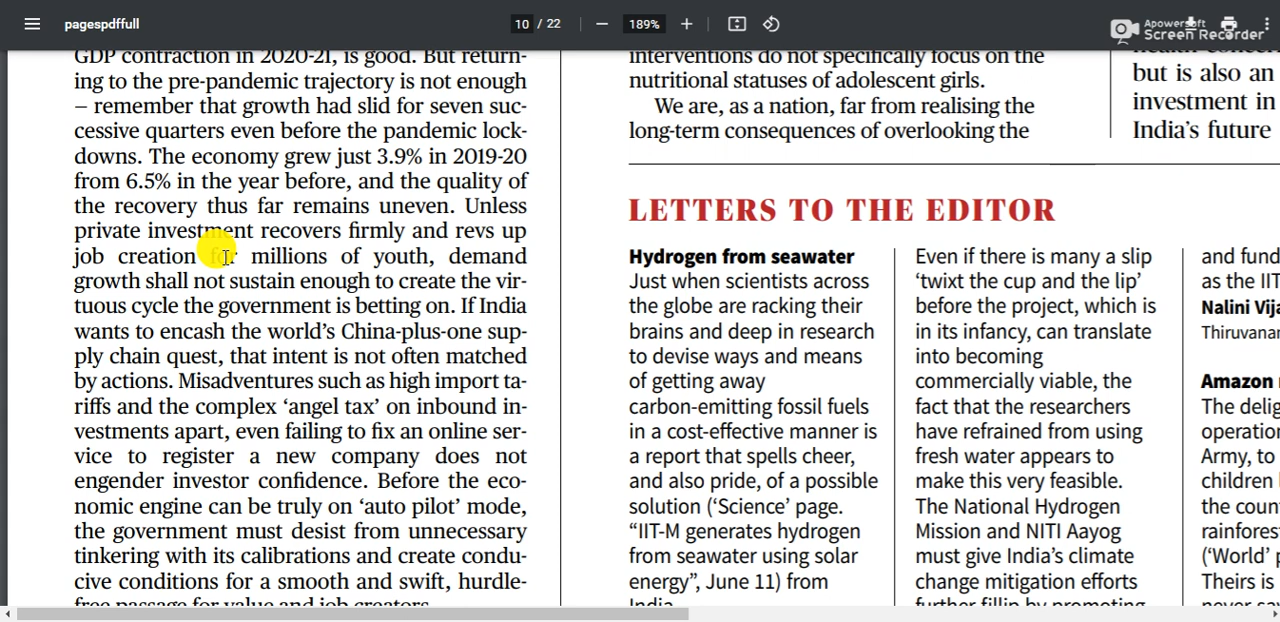 pagespdffull
10 / 22
189%
Apowersoft
Screen Recorder
GDP contraction in 2020-21, is good. But return-
ing to the pre-pandemic trajectory is not enough
– remember that growth had slid for seven suc-
cessive quarters even before the pandemic lock-
downs. The economy grew just 3.9% in 2019-20
from 6.5% in the year before, and the quality of
the recovery thus far remains uneven. Unless
private investment recovers firmly and revs up
job creation for millions of youth, demand
growth shall not sustain enough to create the vir-
tuous cycle the government is betting on. If India
wants to encash the world’s China-plus-one sup-
ply chain quest, that intent is not often matched
by actions. Misadventures such as high import ta-
riffs and the complex ‘angel tax’ on inbound in-
vestments apart, even failing to fix an online ser-
vice to register a new company does not
engender investor confidence. Before the eco-
nomic engine can be truly on ‘auto pilot’ mode,
the government must desist from unnecessary
tinkering with its calibrations and create condu-
cive conditions for a smooth and swift, hurdle-
free passage for value and job creators.
interventions do not specifically focus on the
nutritional statuses of adolescent girls.
We are, as a nation, far from realising the
long-term consequences of overlooking the
but is also an
investment in
India’s future
LETTERS TO THE EDITOR
Hydrogen from seawater
Just when scientists across
the globe are racking their
brains and deep in research
to devise ways and means
of getting away
carbon-emitting fossil fuels
in a cost-effective manner is
a report that spells cheer,
and also pride, of a possible
solution (‘Science’ page.
“IIT-M generates hydrogen
from seawater using solar
energy”, June 11) from
India
Even if there is many a slip
‘twixt the cup and the lip’
before the project, which is
in its infancy, can translate
into becoming
commercially viable, the
fact that the researchers
have refrained from using
fresh water appears to
make this very feasible.
The National Hydrogen
Mission and NITI Aayog
must give India’s climate
change mitigation efforts
further fillip by promoting
and fund
as the IIT
Nalini Vija
Thiruvanan
Amazon
The delig
operation
Army, to
children
the coun
rainfores
(‘World’ p
Theirs is
never sa